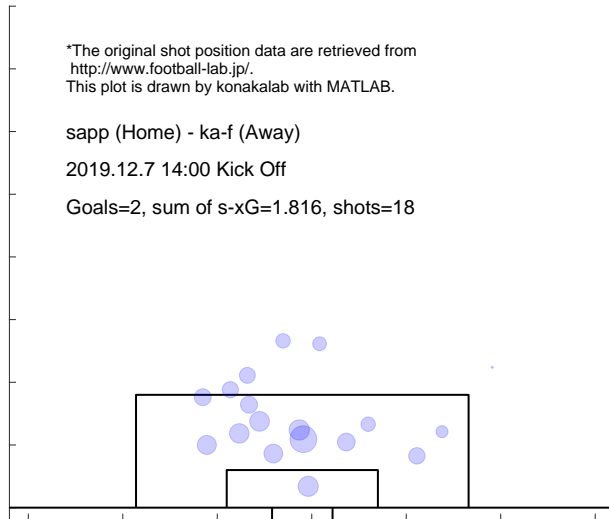 *The original shot position data are retrieved from
http://www.football-lab.jp/.
This plot is drawn by konakalab with MATLAB.
sapp (Home) - ka-f (Away)
2019.12.7 14:00 Kick Off
Goals=2, sum of s-xG=1.816, shots=18